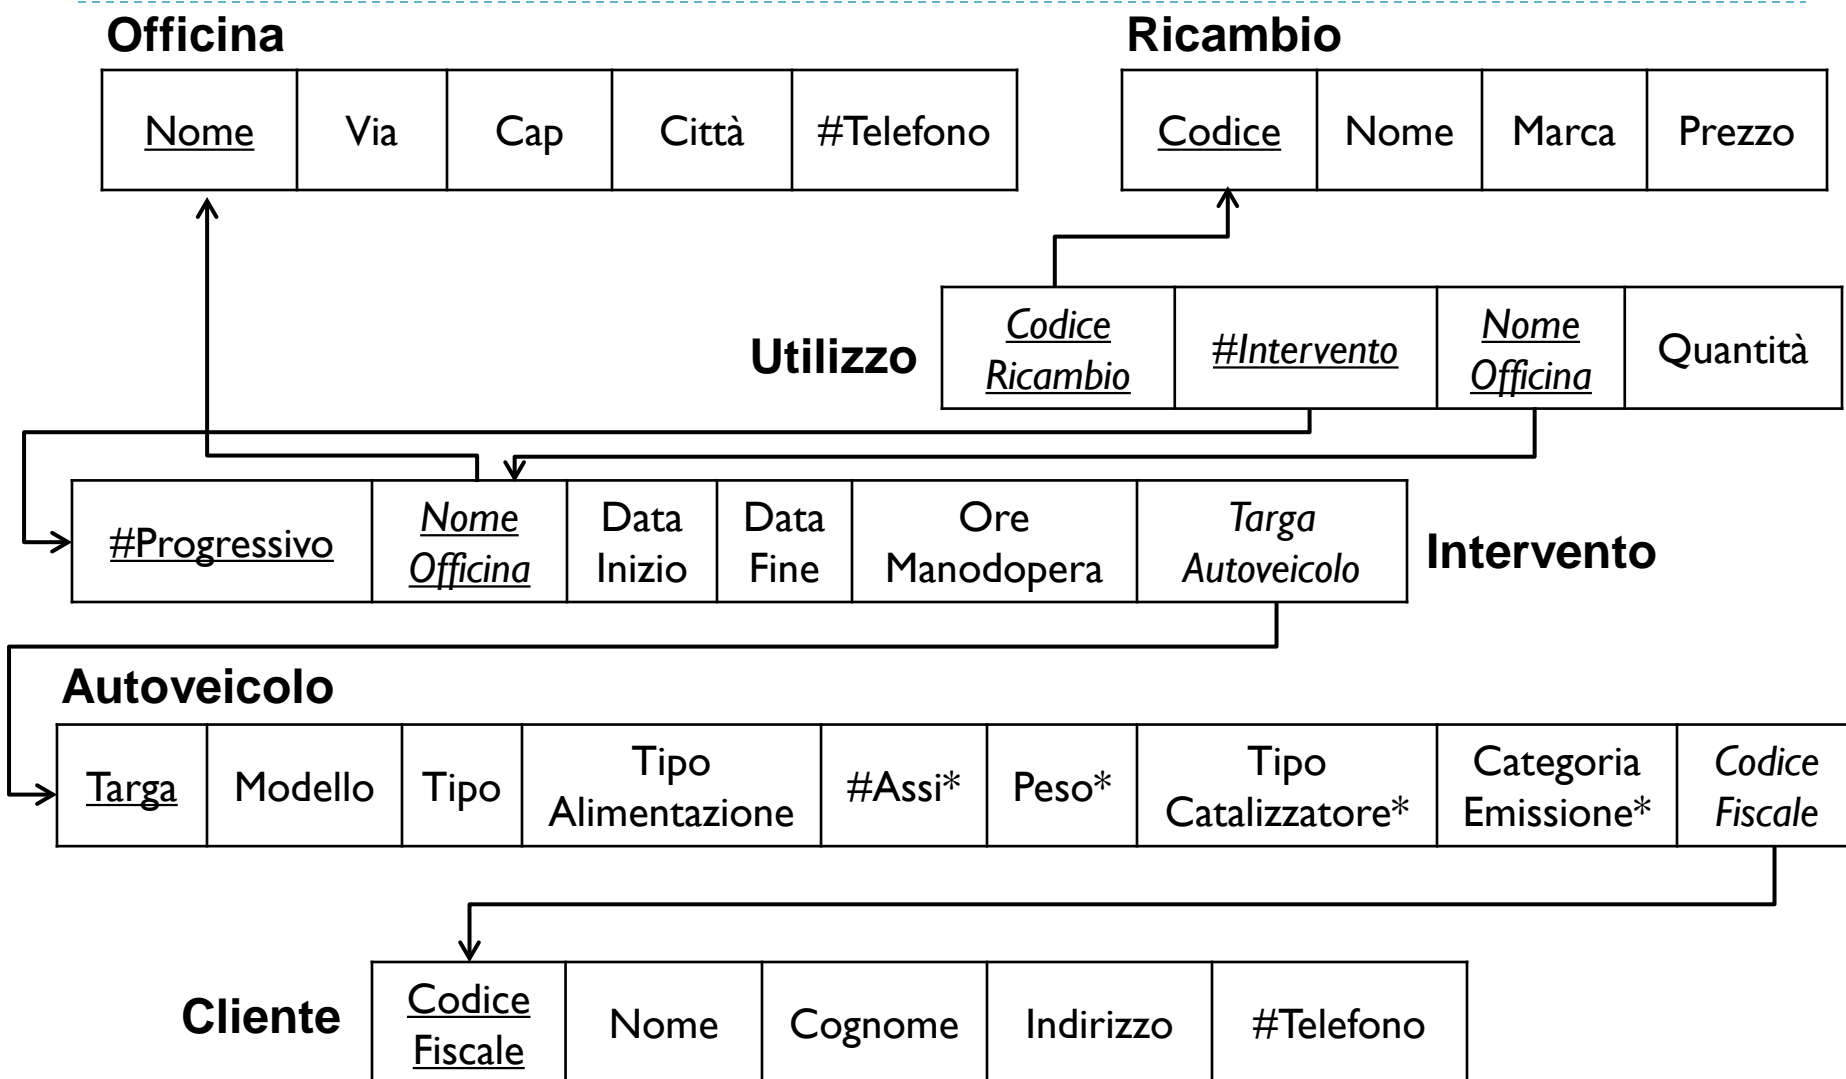 Officina
Ricambio
Nome Via Cap Città #Telefono
Codice Nome Marca Prezzo
Utilizzo
Codice
Ricambio
#Intervento
Nome
Officina
Quantità
#Progressivo
Nome
Officina
Data
Inizio
Data
Fine
Ore
Manodopera
Targa
Autoveicolo
Intervento
Autoveicolo
Targa
Modello
Tipo
Tipo
Alimentazione
#Assi*
Peso*
Tipo
Catalizzatore*
Categoria
Emissione*
Codice
Fiscale
Cliente
Codice
Fiscale
Nome
Cognome
Indirizzo
#Telefono